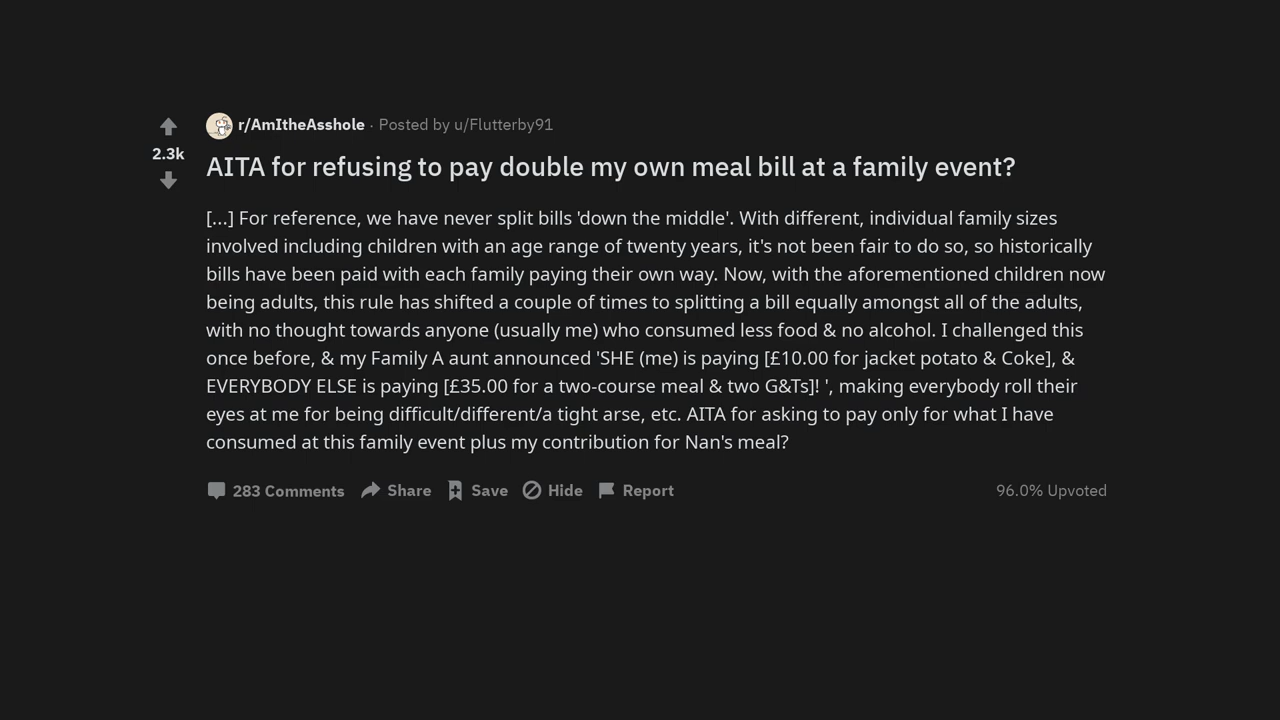 r/AmItheAsshole · Posted by u/Flutterby91
2.3k
AITA for refusing to pay double my own meal bill at a family event?
[...] For reference, we have never split bills 'down the middle'. With different, individual family sizes
involved including children with an age range of twenty years, it's not been fair to do so, so historically
bills have been paid with each family paying their own way. Now, with the aforementioned children now
being adults, this rule has shifted a couple of times to splitting a bill equally amongst all of the adults,
with no thought towards anyone (usually me) who consumed less food & no alcohol. I challenged this
once before, & my Family A aunt announced 'SHE (me) is paying [£10.00 for jacket potato & Coke], &
EVERYBODY ELSE is paying [£35.00 for a two-course meal & two G&Ts]! ', making everybody roll their
eyes at me for being difficult/different/a tight arse, etc. AITA for asking to pay only for what I have
consumed at this family event plus my contribution for Nan's meal?
283 Comments Share Save Hide Report 96.0% Upvoted